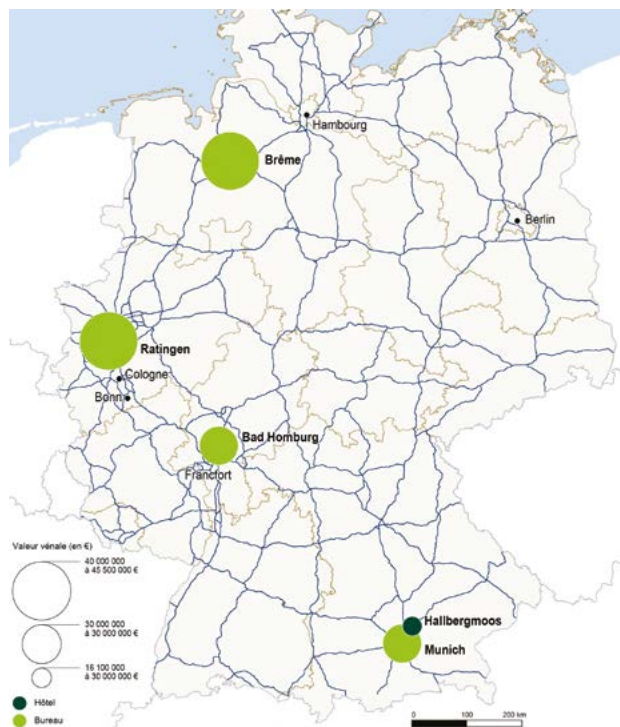 Hambourg
Brême
Berlin
Ratingen
Cologne
Bonn
Bad Homburg
Francfort
Valeur vénale (en €)
40 000 000
à 45 500 000 €
30 000 000
à 30 000 000 €
16 100 000
à 30 000 000 €
Hallbergmoos
Munich
Hôtel
Bureau
0 100 200 km